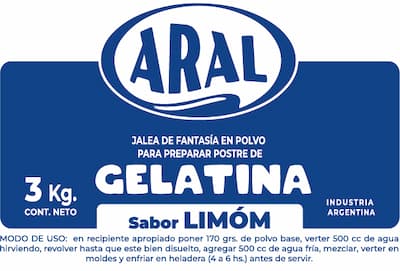 ARAL
JALEA DE FANTASÍA EN POLVO
PARA PREPARAR POSTRE DE
GELATINA
3 Kg.
CONT. NETO
INDUSTRIA
ARGENTINA
Sabor LIMÓM
MODO DE USO: en recipiente apropiado poner 170 grs. de polvo base, verter 500 cc de agua
hirviendo, revolver hasta que este bien disuelto, agregar 500 cc de agua fría, mezclar, verter en
moldes y enfriar en heladera (4 a 6 hs.) antes de servir.